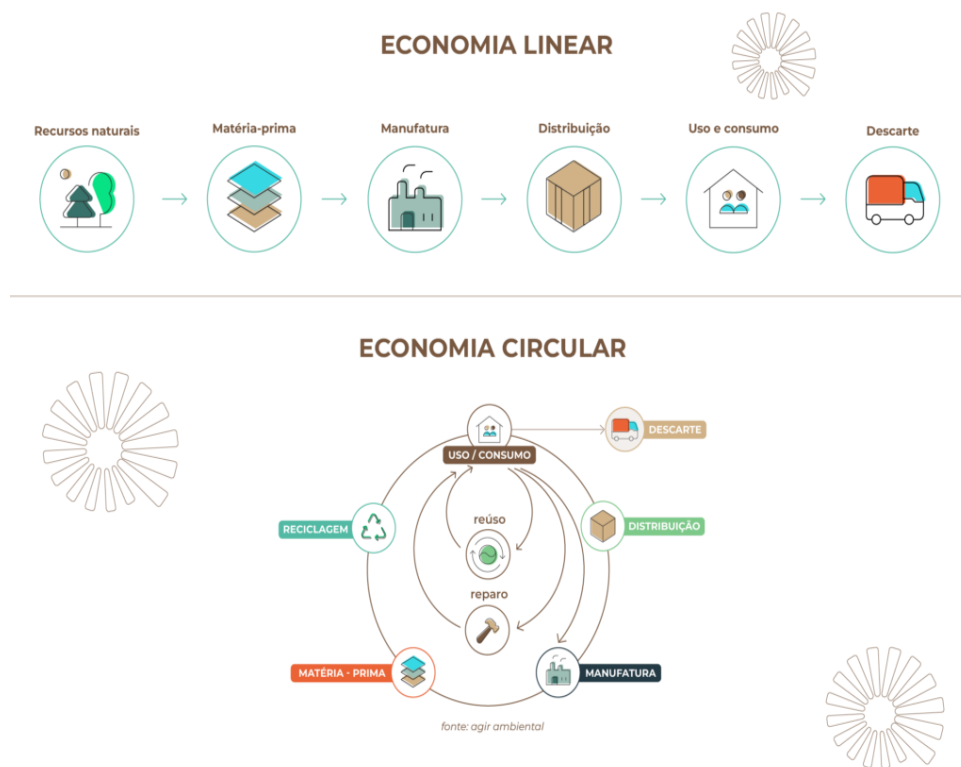 ECONOMIA LINEAR
Recursos naturais
Matéria-prima
Manufatura
Distribuição
Uso e consumo
Descarte
ECONOMIA CIRCULAR
DESCARTE
USO / CONSUMO
reúso
RECICLAGEM
DISTRIBUIÇÃO
reparo
MATÉRIA - PRIMA
MANUFATURA
fonte: agir ambiental